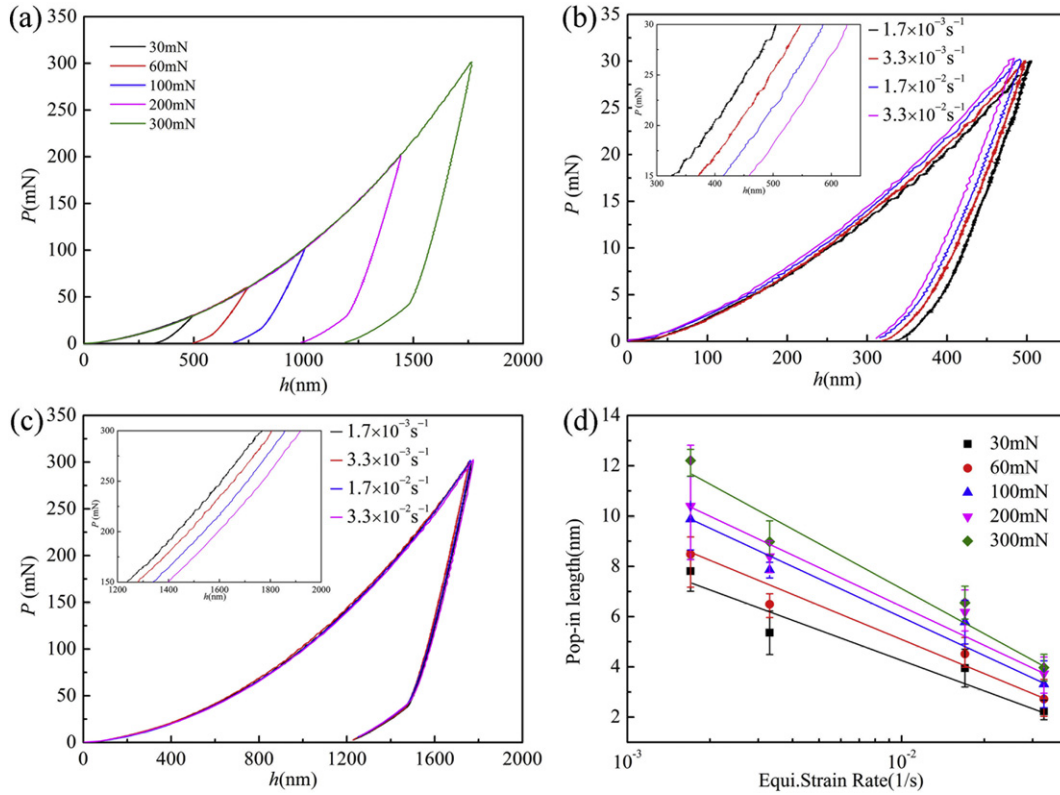 (a)
350
300
250
200
150
100
50
0
P(mN)
30mN
60mN
100mN
200mN
300mN
0 500 1000 1500 2000
h(nm)
(b)
35
30
25
20
15
10
5
0
P (mN)
30
25
20
15
P (mN)
300 400 500 600
h(nm)
1.7×10⁻³s⁻¹
3.3×10⁻³s⁻¹
1.7×10⁻²s⁻¹
3.3×10⁻²s⁻¹
0 100 200 300 400 500
h(nm)
(c)
350
300
250
200
150
100
50
0
P (mN)
300
250
200
150
P (mN)
1200 1400 1600 1800 2000
h(nm)
1.7×10⁻³s⁻¹
3.3×10⁻³s⁻¹
1.7×10⁻²s⁻¹
3.3×10⁻²s⁻¹
0 400 800 1200 1600 2000
h(nm)
(d)
14
12
10
8
6
4
2
Pop-in length(nm)
30mN
60mN
100mN
200mN
300mN
10⁻³ 10⁻²
Equi.Strain Rate(1/s)